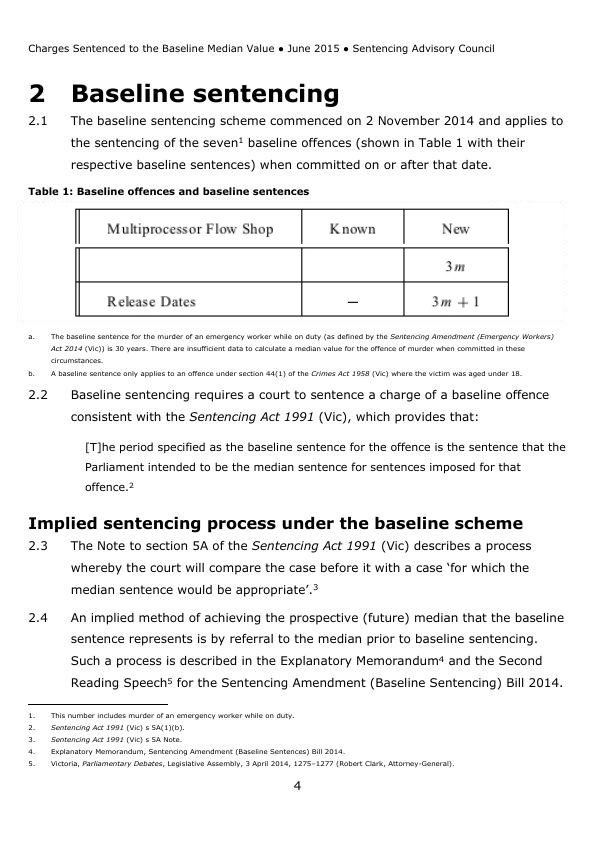 Charges Sentenced to the Baseline Median Value ● June 2015 ● Sentencing Advisory Council
2 Baseline sentencing
2.1 The baseline sentencing scheme commenced on 2 November 2014 and applies to
the sentencing of the seven¹ baseline offences (shown in Table 1 with their
respective baseline sentences) when committed on or after that date.
Table 1: Baseline offences and baseline sentences
Multiprocessor Flow Shop Known New
3m
Release Dates – 3m + 1
a. The baseline sentence for the murder of an emergency worker while on duty (as defined by the Sentencing Amendment (Emergency Workers)
Act 2014 (Vic)) is 30 years. There are insufficient data to calculate a median value for the offence of murder when committed in these
circumstances.
b. A baseline sentence only applies to an offence under section 44(1) of the Crimes Act 1958 (Vic) where the victim was aged under 18.
2.2 Baseline sentencing requires a court to sentence a charge of a baseline offence
consistent with the Sentencing Act 1991 (Vic), which provides that:
[T]he period specified as the baseline sentence for the offence is the sentence that the
Parliament intended to be the median sentence for sentences imposed for that
offence.²
Implied sentencing process under the baseline scheme
2.3 The Note to section 5A of the Sentencing Act 1991 (Vic) describes a process
whereby the court will compare the case before it with a case ‘for which the
median sentence would be appropriate’.³
2.4 An implied method of achieving the prospective (future) median that the baseline
sentence represents is by referral to the median prior to baseline sentencing.
Such a process is described in the Explanatory Memorandum⁴ and the Second
Reading Speech⁵ for the Sentencing Amendment (Baseline Sentencing) Bill 2014.
1. This number includes murder of an emergency worker while on duty.
2. Sentencing Act 1991 (Vic) s 5A(1)(b).
3. Sentencing Act 1991 (Vic) s 5A Note.
4. Explanatory Memorandum, Sentencing Amendment (Baseline Sentences) Bill 2014.
5. Victoria, Parliamentary Debates, Legislative Assembly, 3 April 2014, 1275–1277 (Robert Clark, Attorney-General).
4